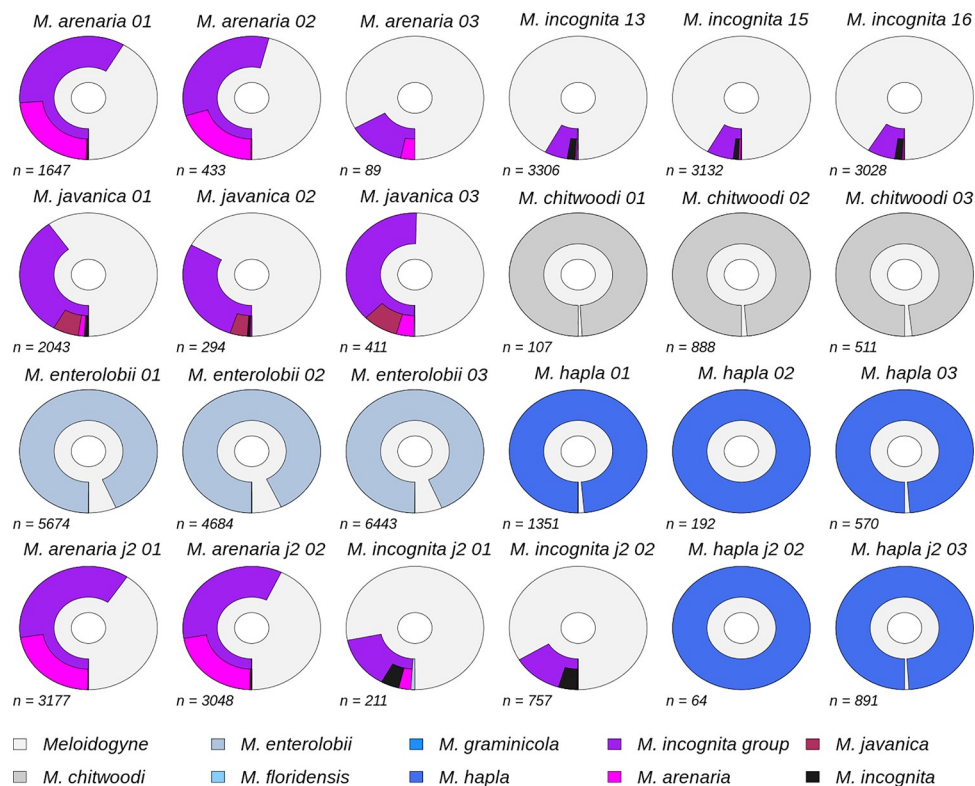 M. arenaria 01 M. arenaria 02 M. arenaria 03 M. incognita 13 M. incognita 15 M. incognita 16
n = 1647 n = 433 n = 89 n = 3306 n = 3132 n = 3028
M. javanica 01 M. javanica 02 M. javanica 03 M. chitwoodi 01 M. chitwoodi 02 M. chitwoodi 03
n = 2043 n = 294 n = 411 n = 107 n = 888 n = 511
M. enterolobii 01 M. enterolobii 02 M. enterolobii 03 M. hapla 01 M. hapla 02 M. hapla 03
n = 5674 n = 4684 n = 6443 n = 1351 n = 192 n = 570
M. arenaria j2 01 M. arenaria j2 02 M. incognita j2 01 M. incognita j2 02 M. hapla j2 02 M. hapla j2 03
n = 3177 n = 3048 n = 211 n = 757 n = 64 n = 891
Meloidogyne M. enterolobii M. graminicola M. incognita group M. javanica
M. chitwoodi M. floridensis M. hapla M. arenaria M. incognita